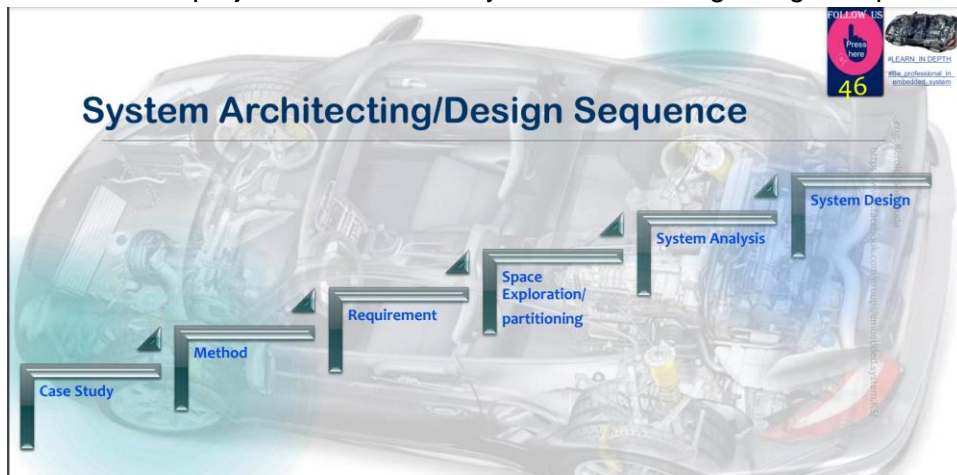 System Architecting/Design Sequence
FOLLOW US
Press
here
46
#LEARN_IN DEPTH
#Be_professional_in_
embedded_system
Case Study
Method
Requirement
Space
Exploration/
partitioning
System Analysis
System Design